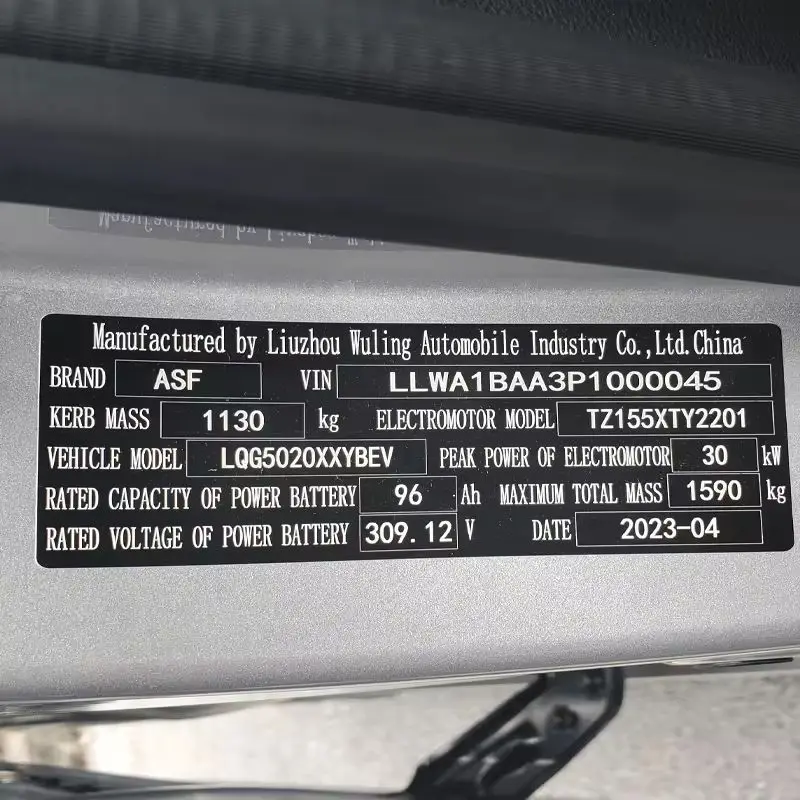 Manufactured by Liuzhou Wuling Automobile Industry Co.,Ltd.China
BRAND ASF VIN LLWA1BAA3P1000045
KERB MASS 1130 kg ELECTROMOTOR MODEL TZ155XTY2201
VEHICLE MODEL LQG5020XXYBEV PEAK POWER OF ELECTROMOTOR 30 kW
RATED CAPACITY OF POWER BATTERY 96 Ah MAXIMUM TOTAL MASS 1590 kg
RATED VOLTAGE OF POWER BATTERY 309.12 V DATE 2023-04